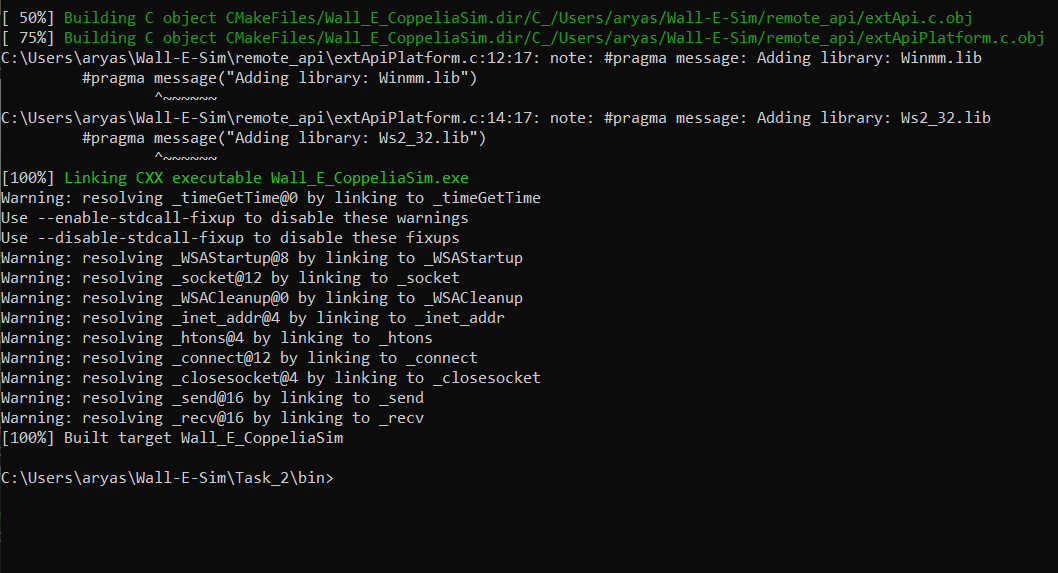 [ 50%] Building C object CMakeFiles/Wall_E_CoppeliaSim.dir/C_/Users/aryas/Wall-E-Sim/remote_api/extApi.c.obj
[ 75%] Building C object CMakeFiles/Wall_E_CoppeliaSim.dir/C_/Users/aryas/Wall-E-Sim/remote_api/extApiPlatform.c.obj
C:\Users\aryas\Wall-E-Sim\remote_api\extApiPlatform.c:12:17: note: #pragma message: Adding library: Winmm.lib
         #pragma message("Adding library: Winmm.lib")
                 ^~~~~~~
C:\Users\aryas\Wall-E-Sim\remote_api\extApiPlatform.c:14:17: note: #pragma message: Adding library: Ws2_32.lib
         #pragma message("Adding library: Ws2_32.lib")
                 ^~~~~~~
[100%] Linking CXX executable Wall_E_CoppeliaSim.exe
Warning: resolving _timeGetTime@0 by linking to _timeGetTime
Use --enable-stdcall-fixup to disable these warnings
Use --disable-stdcall-fixup to disable these fixups
Warning: resolving _WSAStartup@8 by linking to _WSAStartup
Warning: resolving _socket@12 by linking to _socket
Warning: resolving _WSACleanup@0 by linking to _WSACleanup
Warning: resolving _inet_addr@4 by linking to _inet_addr
Warning: resolving _htons@4 by linking to _htons
Warning: resolving _connect@12 by linking to _connect
Warning: resolving _closesocket@4 by linking to _closesocket
Warning: resolving _send@16 by linking to _send
Warning: resolving _recv@16 by linking to _recv
[100%] Built target Wall_E_CoppeliaSim
C:\Users\aryas\Wall-E-Sim\Task_2\bin>